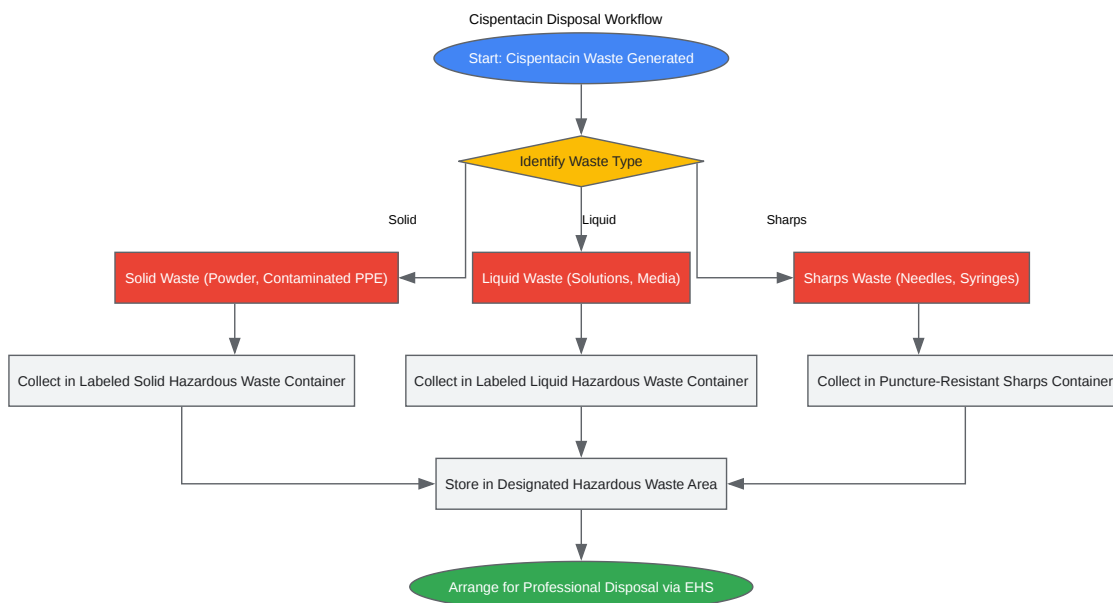 Cispentacin Disposal Workflow
Start: Cispentacin Waste Generated
Identify Waste Type
Solid
Liquid
Sharps
Solid Waste (Powder, Contaminated PPE)
Liquid Waste (Solutions, Media)
Sharps Waste (Needles, Syringes)
Collect in Labeled Solid Hazardous Waste Container
Collect in Labeled Liquid Hazardous Waste Container
Collect in Puncture-Resistant Sharps Container
Store in Designated Hazardous Waste Area
Arrange for Professional Disposal via EHS